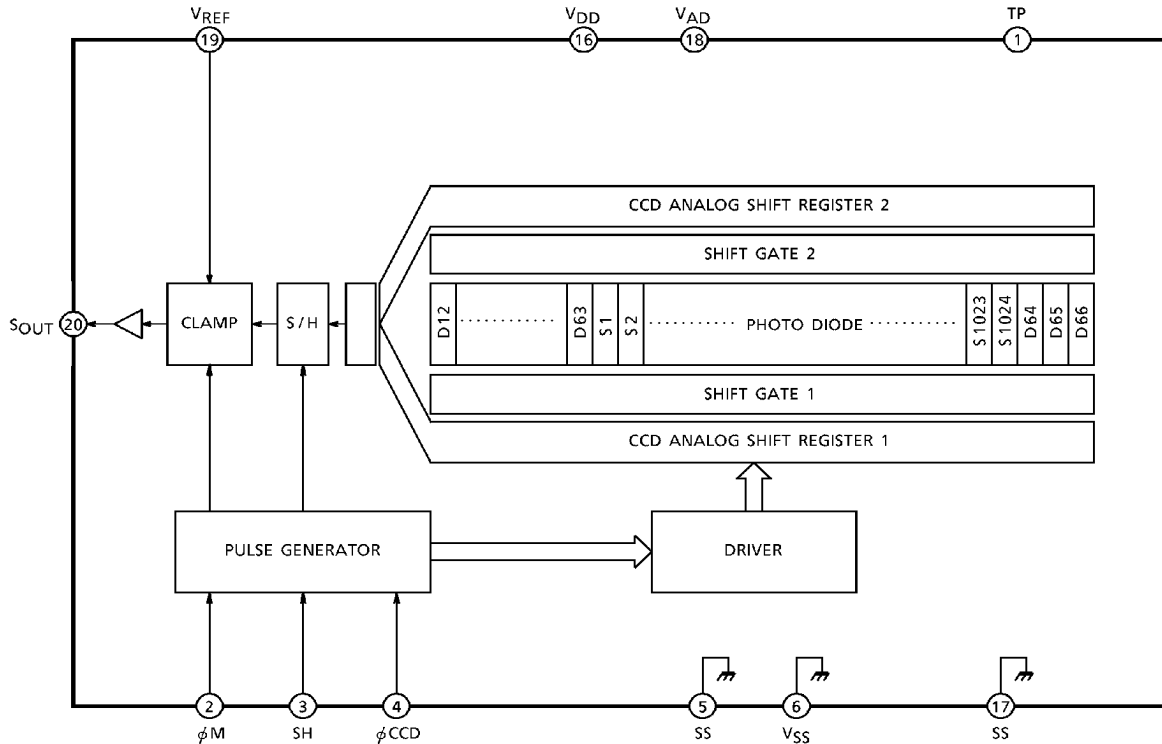 VREF VDD VAD TP
19 16 18 1
CCD ANALOG SHIFT REGISTER 2
SHIFT GATE 2
SOUT 20 CLAMP S/H D12 D63 S1 S2 PHOTO DIODE S1023 S1024 D64 D65 D66
SHIFT GATE 1
CCD ANALOG SHIFT REGISTER 1
PULSE GENERATOR DRIVER
2 3 4 5 6 17
φM SH φCCD SS VSS SS